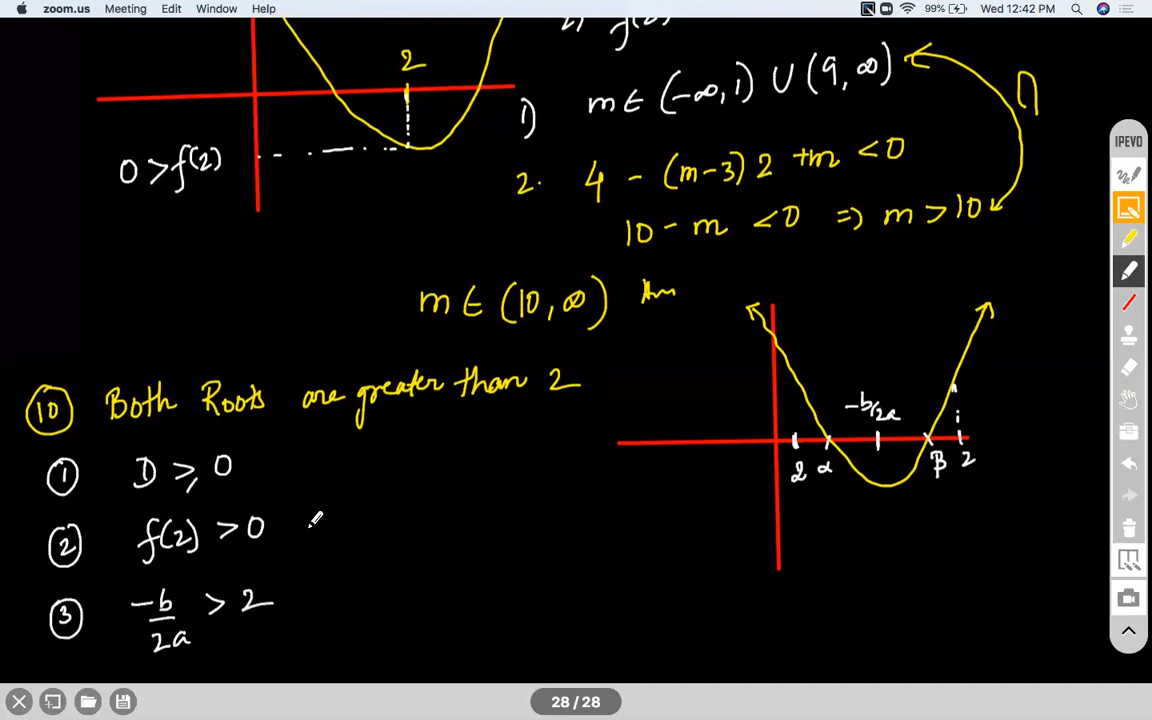 zoom.us Meeting Edit Window Help 99% Wed 12:42 PM
2
0 > f(2)
1) m ∈ (-∞, 1) ∪ (9, ∞) ∩
2. 4 - (m-3) 2 + m < 0
10 - m < 0 ⇒ m > 10
m ∈ (10, ∞) Ans
10 Both Roots are greater than 2
1 D ≥ 0
2 f(2) > 0
3 -b/2a > 2
-b/2a
2 α β 2
IPEVO
28 / 28